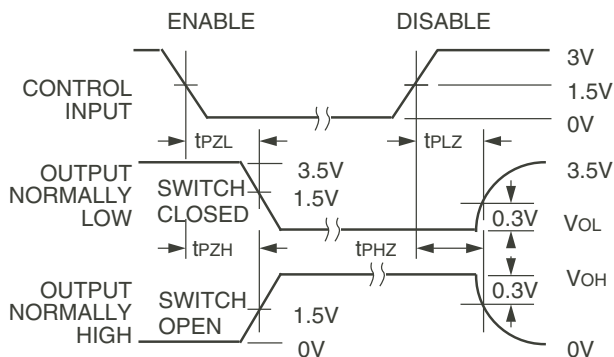 ENABLE DISABLE
3V
CONTROL INPUT
1.5V
0V
tPZL tPLZ
OUTPUT NORMALLY LOW
SWITCH CLOSED
3.5V
1.5V
3.5V
0.3V
VOL
tPZH tPHZ
OUTPUT NORMALLY HIGH
SWITCH OPEN
1.5V
0V
VOH
0.3V
0V